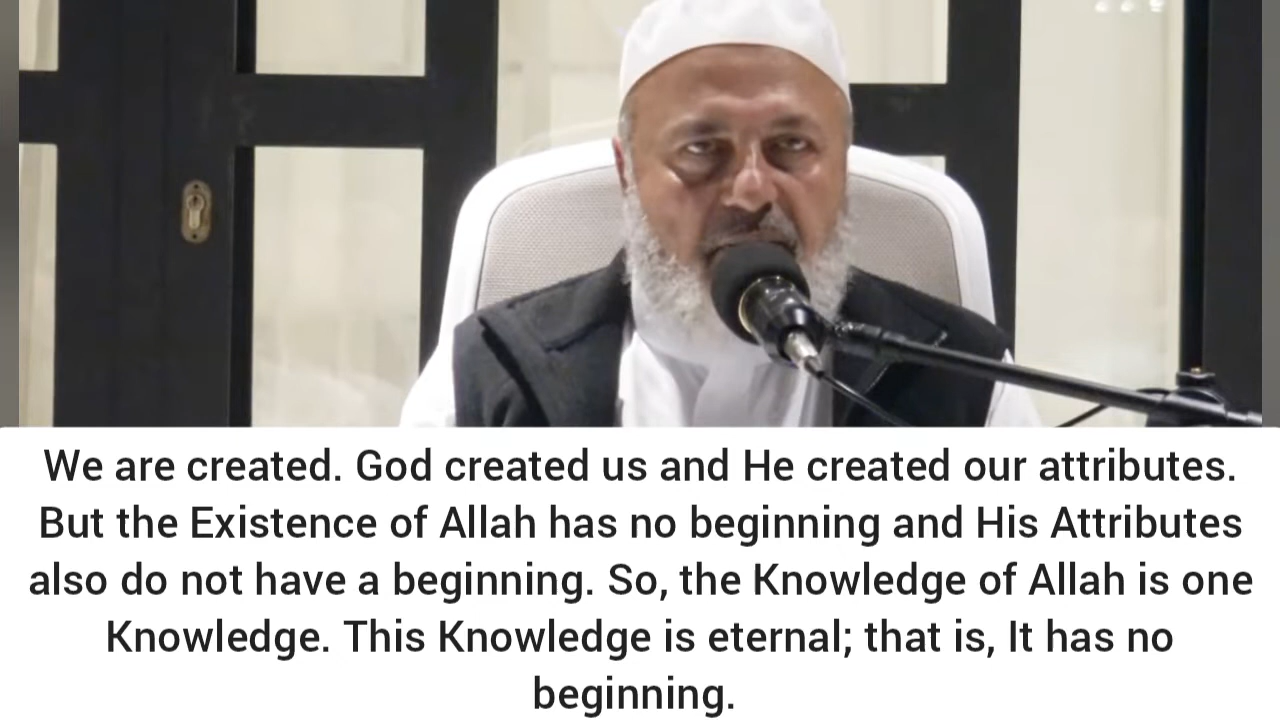 We are created. God created us and He created our attributes.
But the Existence of Allah has no beginning and His Attributes
also do not have a beginning. So, the Knowledge of Allah is one
Knowledge. This Knowledge is eternal; that is, It has no
beginning.